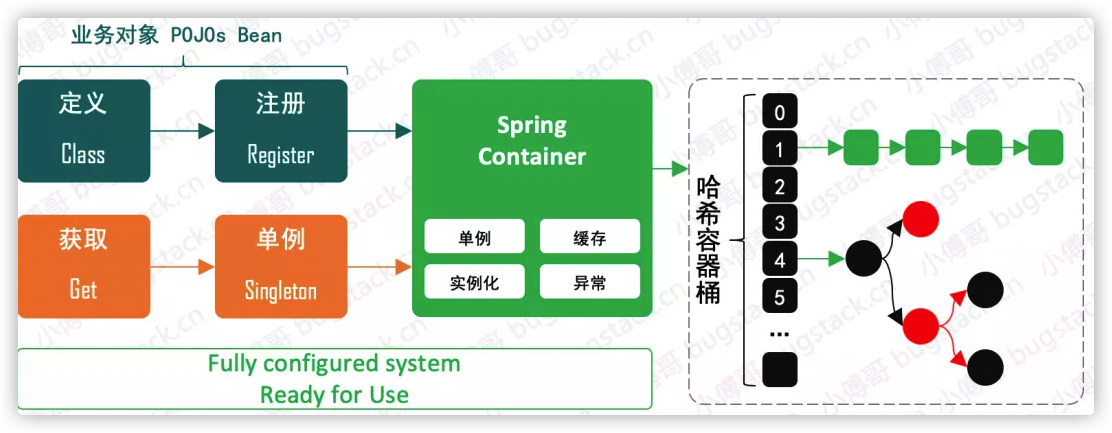 业务对象 POJOs Bean
定义
Class
注册
Register
获取
Get
单例
Singleton
Spring
Container
单例
缓存
实例化
异常
Fully configured system
Ready for Use
哈希容器桶
0
1
2
3
4
5
...
小傅哥 bugstack.cn